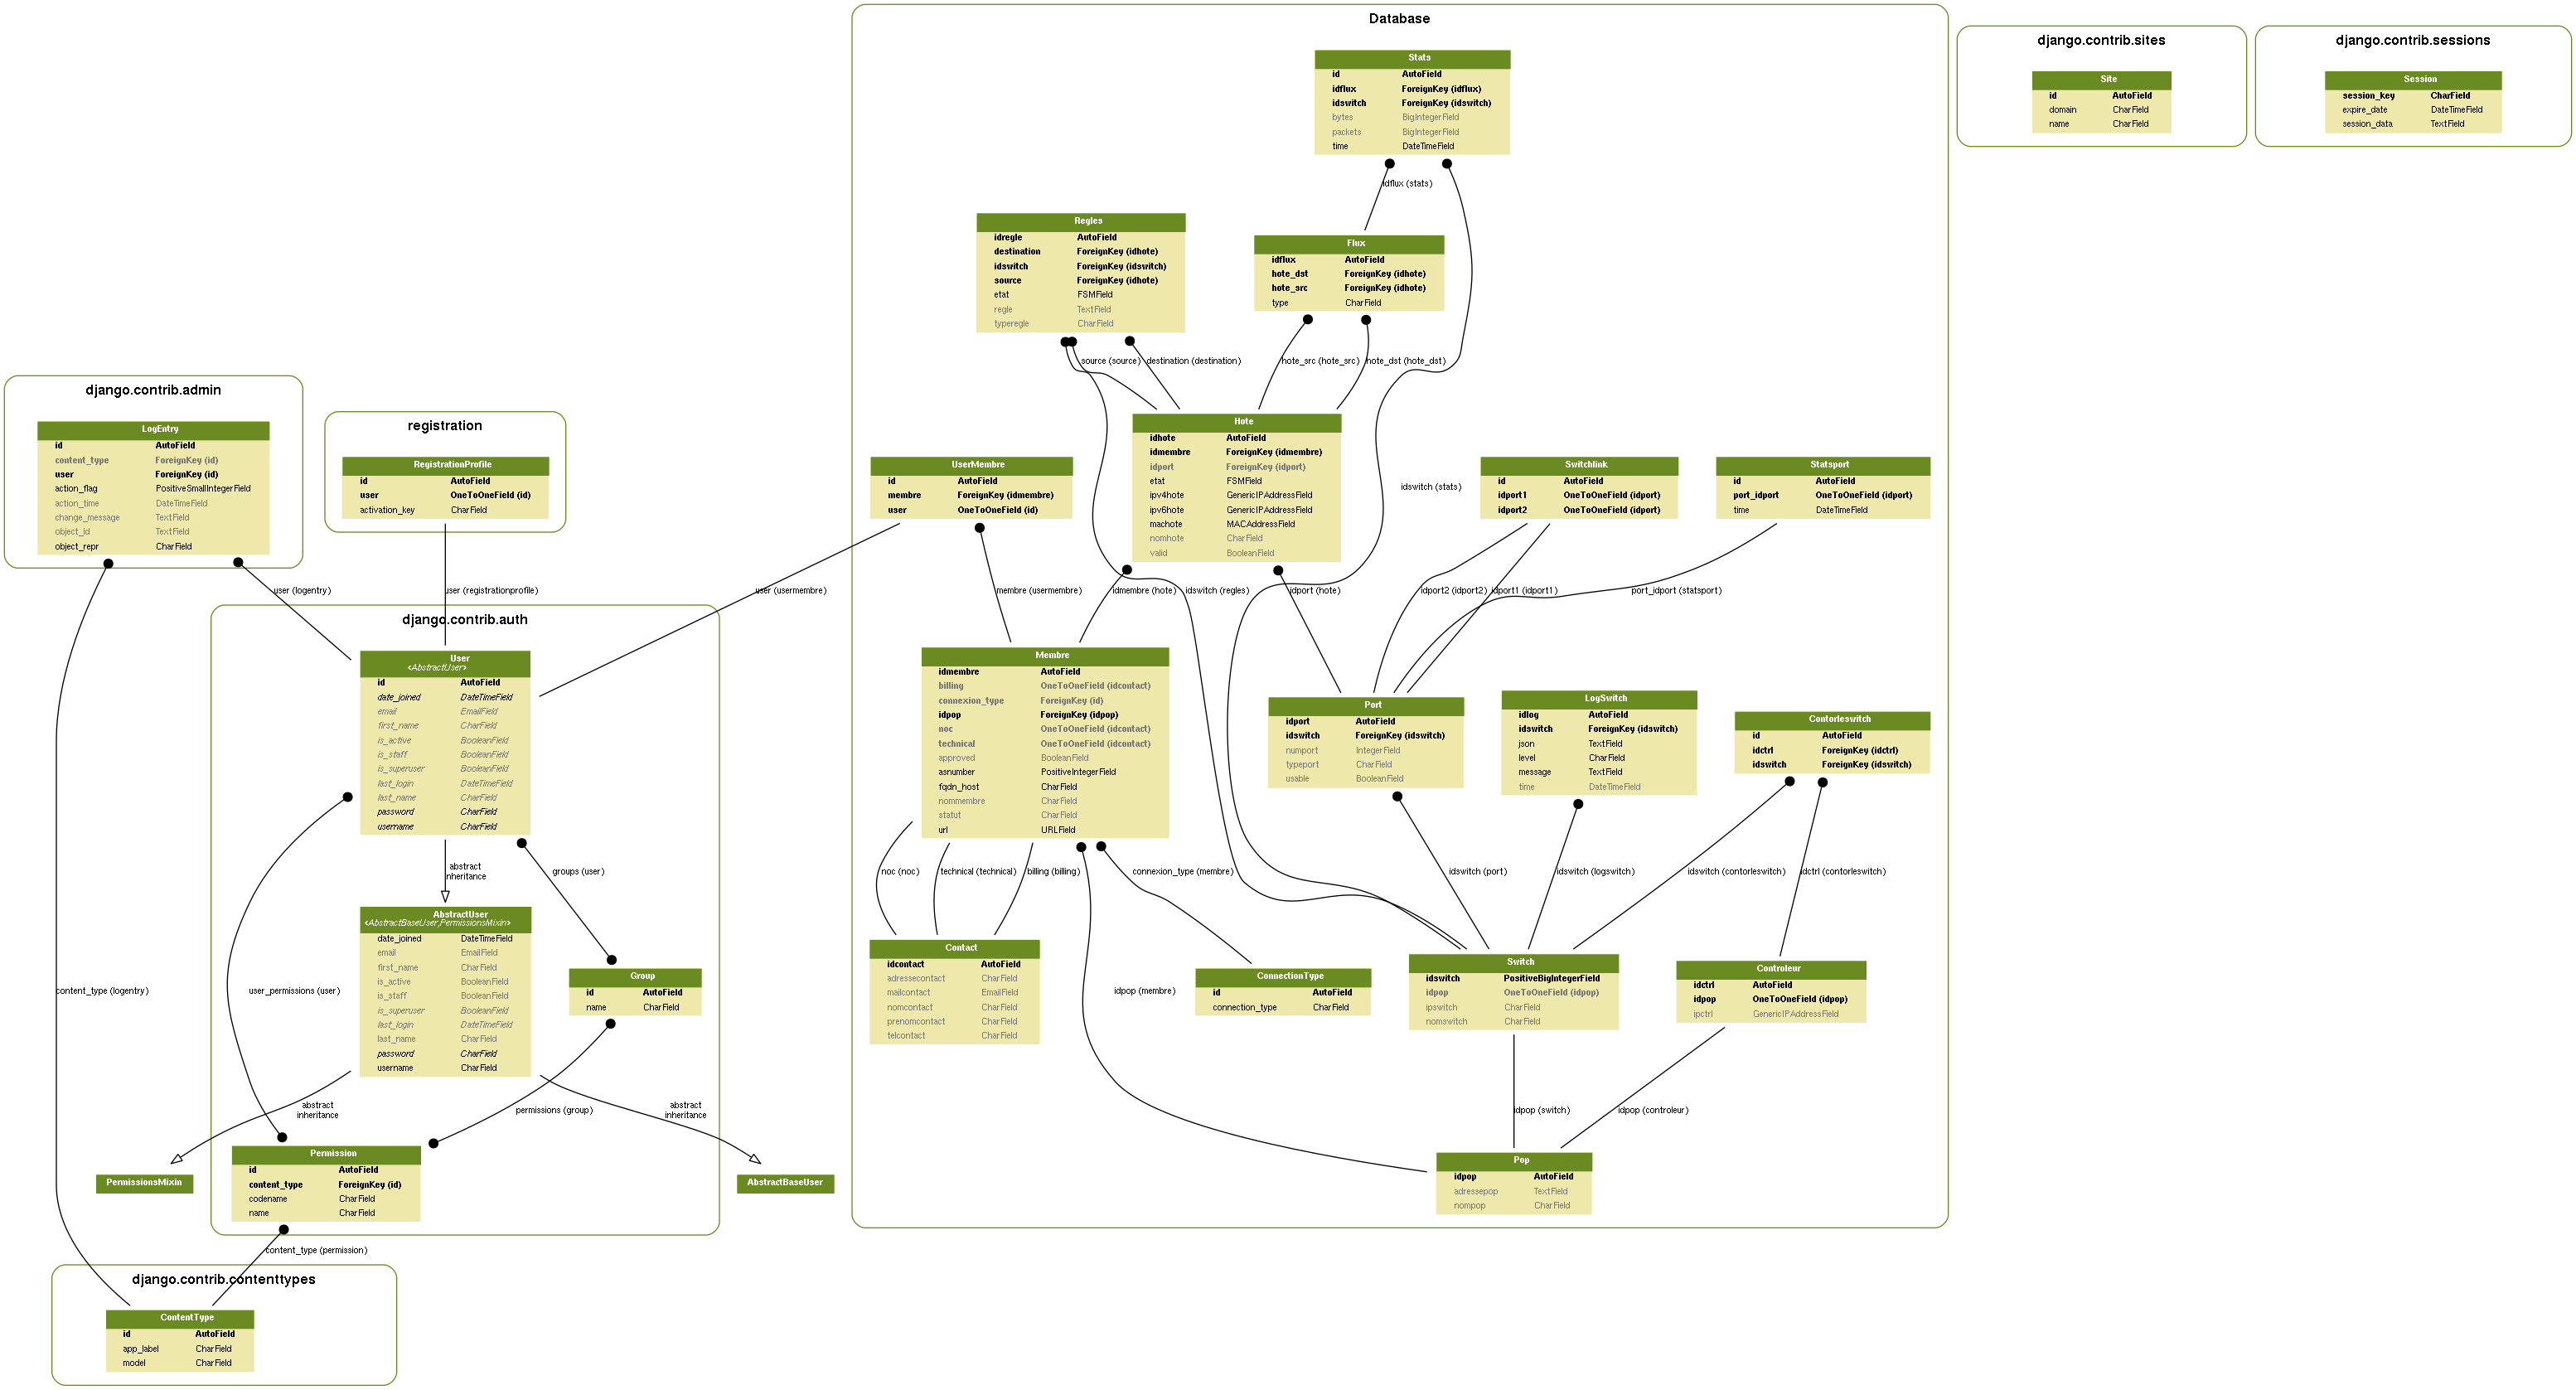 Database
Stats
id AutoField
idflux ForeignKey (idflux)
idswitch ForeignKey (idswitch)
bytes BigIntegerField
packets BigIntegerField
time DateTimeField
idflux (stats)
Regles
idregle AutoField
destination ForeignKey (idhote)
idswitch ForeignKey (idswitch)
source ForeignKey (idhote)
etat FSMField
regle TextField
typeregle CharField
Flux
idflux AutoField
hote_dst ForeignKey (idhote)
hote_src ForeignKey (idhote)
type CharField
source (source)
destination (destination)
hote_src (hote_src)
hote_dst (hote_dst)
Hote
idhote AutoField
idmembre ForeignKey (idmembre)
idport ForeignKey (idport)
etat FSMField
ipv4hote GenericIPAddressField
ipv6hote GenericIPAddressField
machote MACAddressField
nomhote CharField
valid BooleanField
UserMembre
id AutoField
membre ForeignKey (idmembre)
user OneToOneField (id)
idswitch (stats)
Switchlink
id AutoField
idport1 OneToOneField (idport)
idport2 OneToOneField (idport)
Statsport
id AutoField
port_idport OneToOneField (idport)
time DateTimeField
user (usermembre)
membre (usermembre)
idmembre (hote)
idswitch (regles)
idport (hote)
idport2 (idport2)
idport1 (idport1)
port_idport (statsport)
Membre
idmembre AutoField
billing OneToOneField (idcontact)
connexion_type ForeignKey (id)
idpop ForeignKey (idpop)
noc OneToOneField (idcontact)
technical OneToOneField (idcontact)
approved BooleanField
asnumber PositiveIntegerField
fqdn_host CharField
nommembre CharField
statut CharField
url URLField
Port
idport AutoField
idswitch ForeignKey (idswitch)
numport IntegerField
typeport CharField
usable BooleanField
LogSwitch
idlog AutoField
idswitch ForeignKey (idswitch)
json TextField
level CharField
message TextField
time DateTimeField
Contorleswitch
id AutoField
idctrl ForeignKey (idctrl)
idswitch ForeignKey (idswitch)
noc (noc)
technical (technical)
billing (billing)
connexion_type (membre)
idswitch (port)
idswitch (logswitch)
idswitch (contorleswitch)
idctrl (contorleswitch)
Contact
idcontact AutoField
adressecontact CharField
mailcontact EmailField
nomcontact CharField
prenomcontact CharField
telcontact CharField
idpop (membre)
ConnectionType
id AutoField
connection_type CharField
Switch
idswitch PositiveBigIntegerField
idpop OneToOneField (idpop)
ipswitch CharField
nomswitch CharField
Controleur
idctrl AutoField
idpop OneToOneField (idpop)
ipctrl GenericIPAddressField
idpop (switch)
idpop (controleur)
Pop
idpop AutoField
adressepop TextField
nompop CharField
django.contrib.sites
Site
id AutoField
domain CharField
name CharField
django.contrib.sessions
Session
session_key CharField
expire_date DateTimeField
session_data TextField
django.contrib.admin
LogEntry
id AutoField
content_type ForeignKey (id)
user ForeignKey (id)
action_flag PositiveSmallIntegerField
action_time DateTimeField
change_message TextField
object_id TextField
object_repr CharField
registration
RegistrationProfile
id AutoField
user OneToOneField (id)
activation_key CharField
user (logentry)
user (registrationprofile)
django.contrib.auth
User
<AbstractUser>
id AutoField
date_joined DateTimeField
email EmailField
first_name CharField
is_active BooleanField
is_staff BooleanField
is_superuser BooleanField
last_login DateTimeField
last_name CharField
password CharField
username CharField
abstract
inheritance
groups (user)
AbstractUser
<AbstractBaseUser,PermissionsMixin>
date_joined DateTimeField
email EmailField
first_name CharField
is_active BooleanField
is_staff BooleanField
is_superuser BooleanField
last_login DateTimeField
last_name CharField
password CharField
username CharField
content_type (logentry)
user_permissions (user)
Group
id AutoField
name CharField
abstract
inheritance
permissions (group)
abstract
inheritance
PermissionsMixin
Permission
id AutoField
content_type ForeignKey (id)
codename CharField
name CharField
AbstractBaseUser
content_type (permission)
django.contrib.contenttypes
ContentType
id AutoField
app_label CharField
model CharField